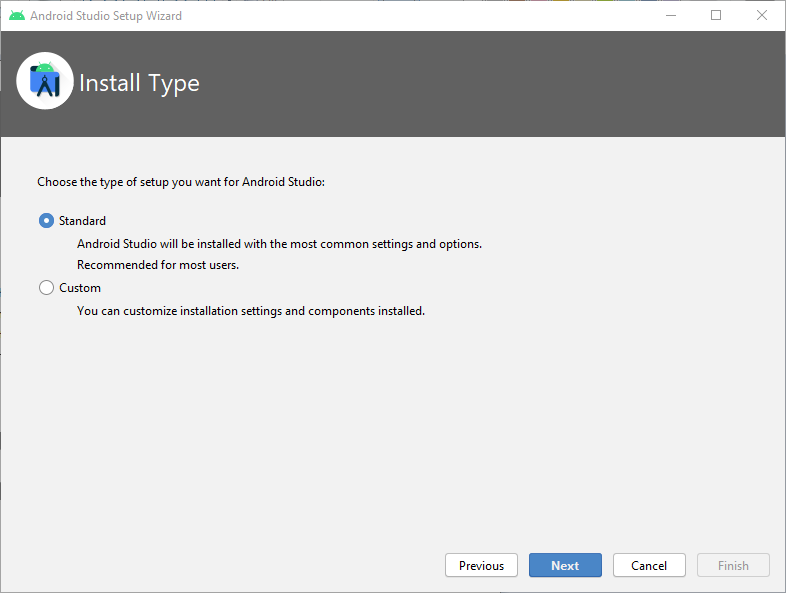 Android Studio Setup Wizard
Install Type
Choose the type of setup you want for Android Studio:
Standard
Android Studio will be installed with the most common settings and options.
Recommended for most users.
Custom
You can customize installation settings and components installed.
Previous Next Cancel Finish